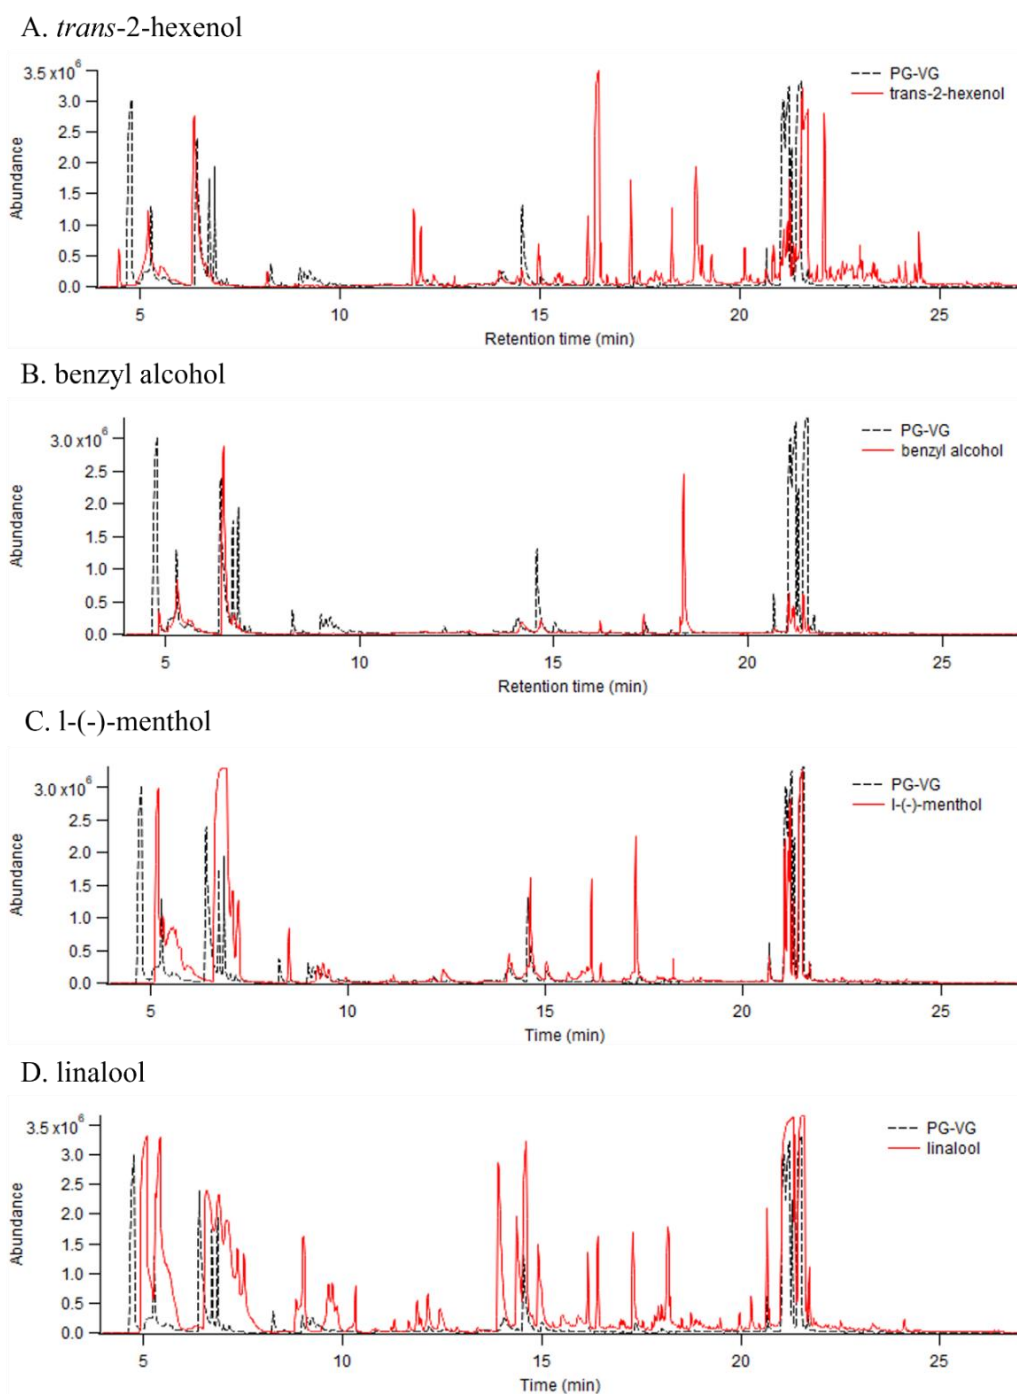 A. trans-2-hexenol
3.5 x10⁶
3.0
2.5
2.0
1.5
1.0
0.5
0.0
Abundance
PG-VG
trans-2-hexenol
5 10 15 20 25
Retention time (min)
B. benzyl alcohol
3.0 x10⁶
2.5
2.0
1.5
1.0
0.5
0.0
Abundance
PG-VG
benzyl alcohol
5 10 15 20 25
Retention time (min)
C. l-(-)-menthol
3.0 x10⁶
2.5
2.0
1.5
1.0
0.5
0.0
Abundance
PG-VG
l-(-)-menthol
5 10 15 20 25
Time (min)
D. linalool
3.5 x10⁶
3.0
2.5
2.0
1.5
1.0
0.5
0.0
Abundance
PG-VG
linalool
5 10 15 20 25
Time (min)